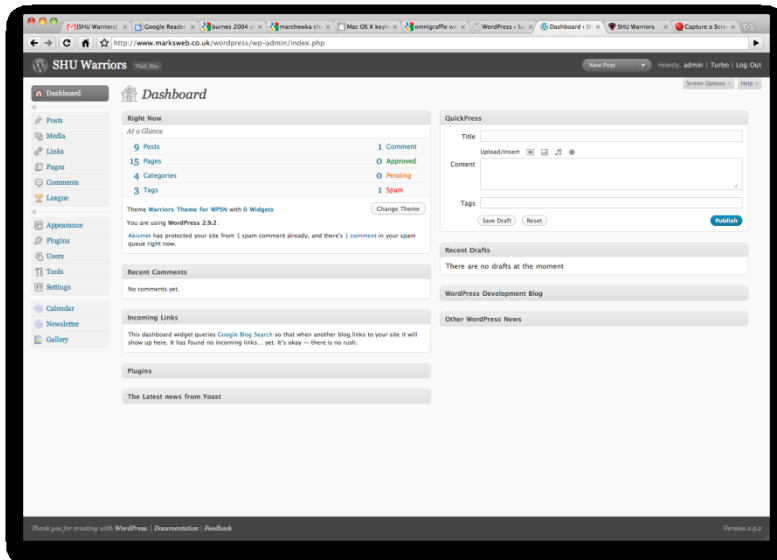 [SHU Warriors]
Google Reader
burnes 2004
marchewka
Mac OS X
omnigraffle
WordPress
Dashboard
SHU Warriors
Capture a
http://www.marksweb.co.uk/wordpress/wp-admin/index.php
SHU Warriors Visit Site
New Post
Howdy, admin | Turbo | Log Out
Screen Options Help
Dashboard
Posts
Media
Links
Pages
Comments
League
Appearance
Plugins
Users
Tools
Settings
Calendar
Newsletter
Gallery
Dashboard
Right Now
At a Glance
9 Posts 1 Comment
15 Pages 0 Approved
4 Categories 0 Pending
3 Tags 1 Spam
Theme Warriors Theme for WPSN with 0 Widgets Change Theme
You are using WordPress 2.9.2.
Akismet has protected your site from 1 spam comment already, and there's 1 comment in your spam
queue right now.
Recent Comments
No comments yet.
Incoming Links
This dashboard widget queries Google Blog Search so that when another blog links to your site it will
show up here. It has found no incoming links... yet. It's okay — there is no rush.
Plugins
The Latest news from Yoast
QuickPress
Title
Upload/Insert
Content
Tags
Save Draft Reset Publish
Recent Drafts
There are no drafts at the moment
WordPress Development Blog
Other WordPress News
Thank you for creating with WordPress. | Documentation | Feedback
Version 2.9.2